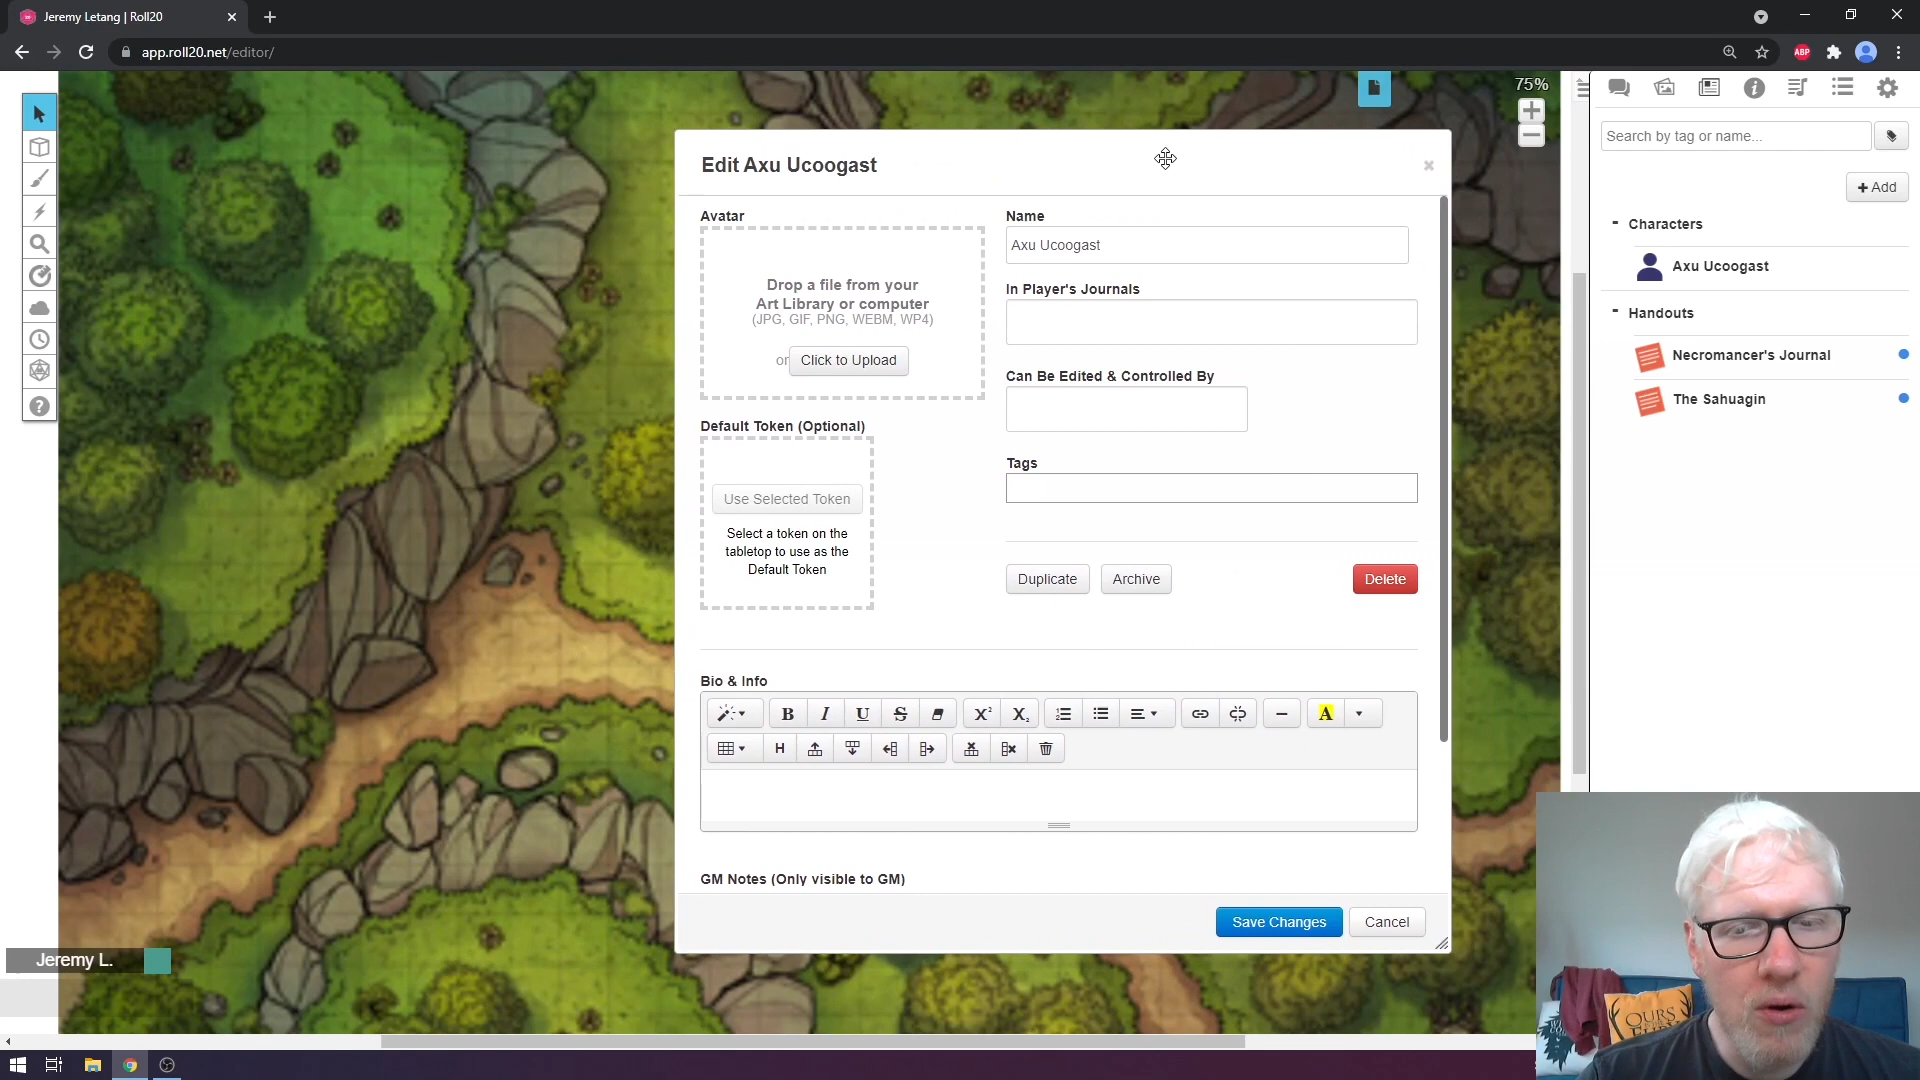 Jeremy Letang | Roll20
app.roll20.net/editor/
ABP
75%
Search by tag or name...
+ Add
Characters
Axu Ucoogast
Handouts
Necromancer's Journal
The Sahuagin
Edit Axu Ucoogast
Avatar
Drop a file from your
Art Library or computer
(JPG, GIF, PNG, WEBM, WP4)
or Click to Upload
Default Token (Optional)
Use Selected Token
Select a token on the
tabletop to use as the
Default Token
Name
Axu Ucoogast
In Player's Journals
Can Be Edited & Controlled By
Tags
Duplicate Archive Delete
Bio & Info
B I U S X² X₂ A
H
GM Notes (Only visible to GM)
Save Changes Cancel
Jeremy L.
OURS